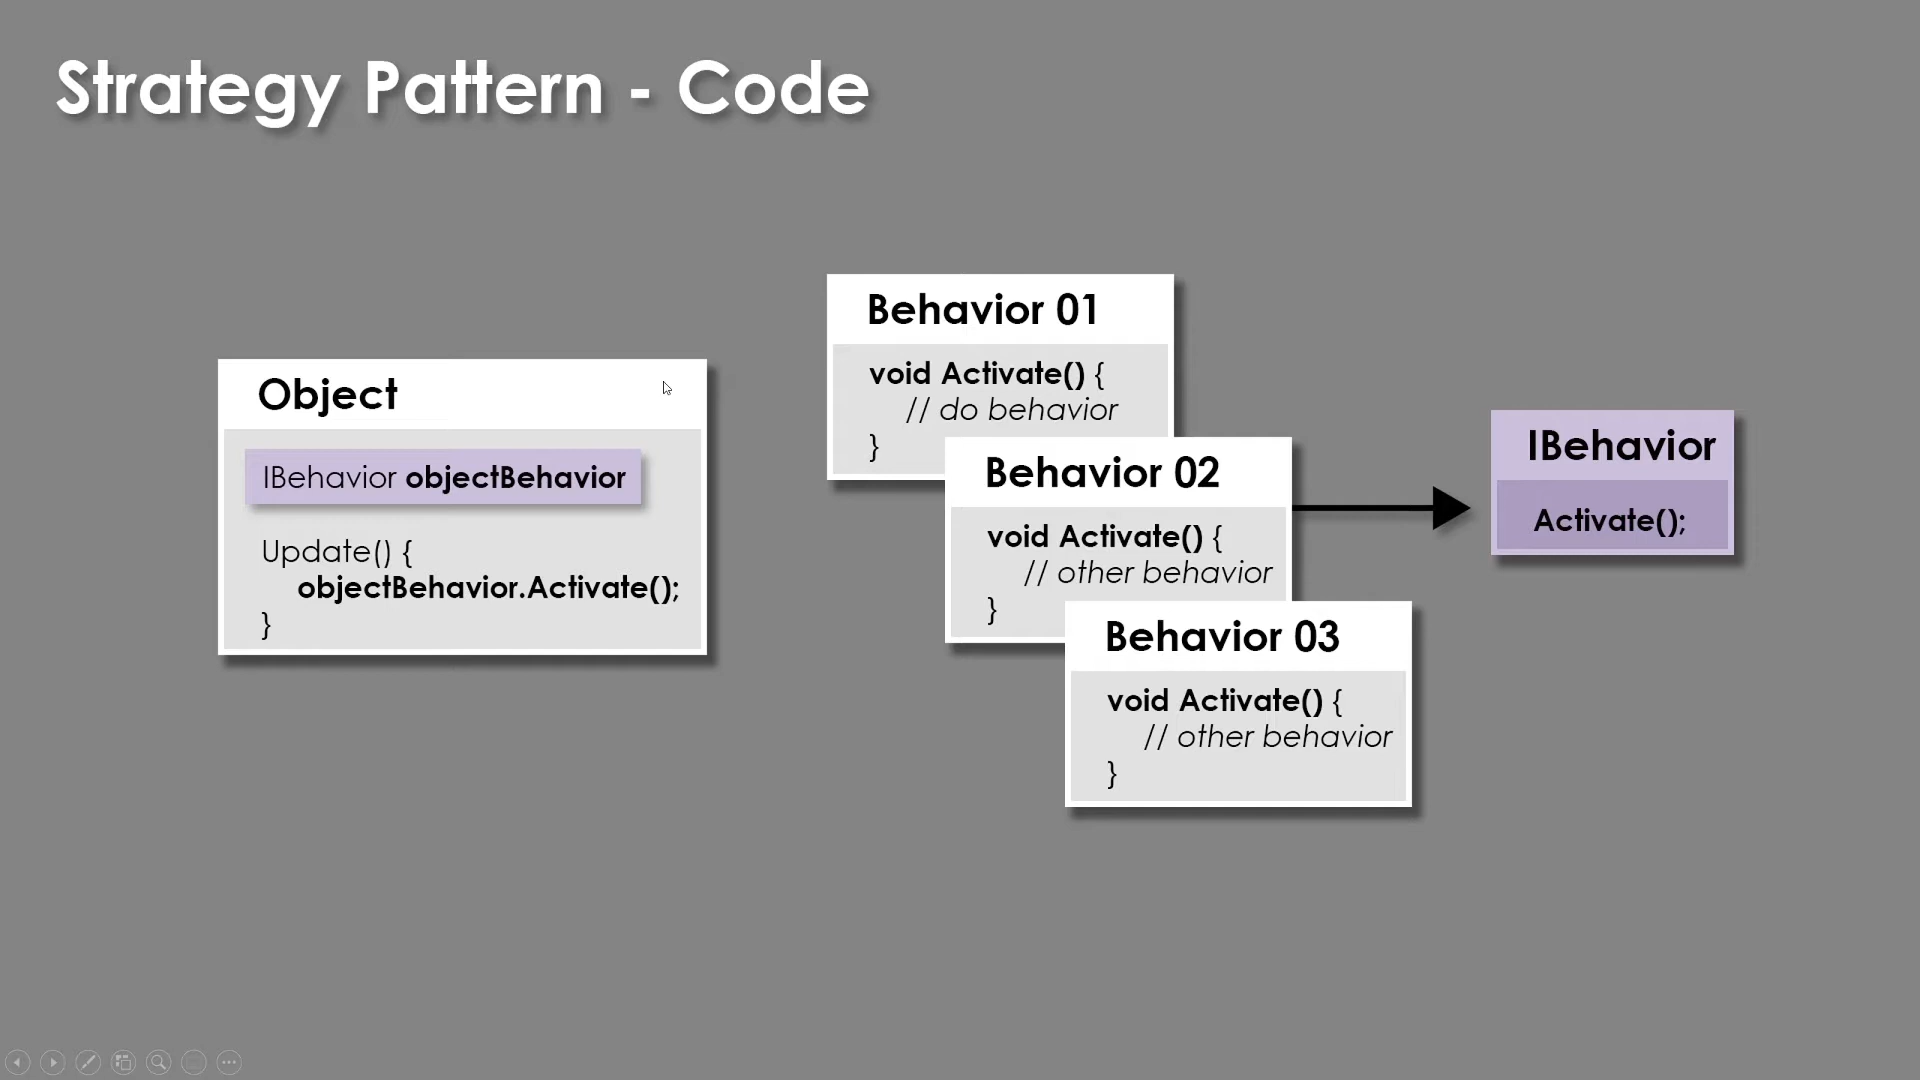 Strategy Pattern - Code
Object
IBehavior objectBehavior
Update() {
objectBehavior.Activate();
}
Behavior 01
void Activate() {
// do behavior
}
Behavior 02
void Activate() {
// other behavior
}
Behavior 03
void Activate() {
// other behavior
}
IBehavior
Activate();